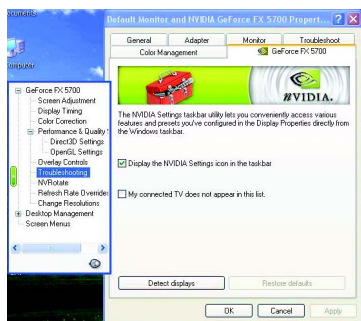 Default Monitor and NVIDIA GeForce FX 5700 Propert...
General
Adapter
Monitor
Troubleshoot
Color Management
GeForce FX 5700
GeForce FX 5700
Screen Adjustment
Display Timing
Color Correction
Performance & Quality
Direct3D Settings
OpenGL Settings
Overlay Controls
Troubleshooting
NVRotate
Refresh Rate Overrides
Change Resolutions
Desktop Management
Screen Menus
NVIDIA.
The NVIDIA Settings taskbar utility lets you conveniently access various
features and presets you've configured in the Display Properties directly from
the Windows taskbar.
Display the NVIDIA Settings icon in the taskbar
My connected TV does not appear in this list.
Detect displays
Restore defaults
OK
Cancel
Apply